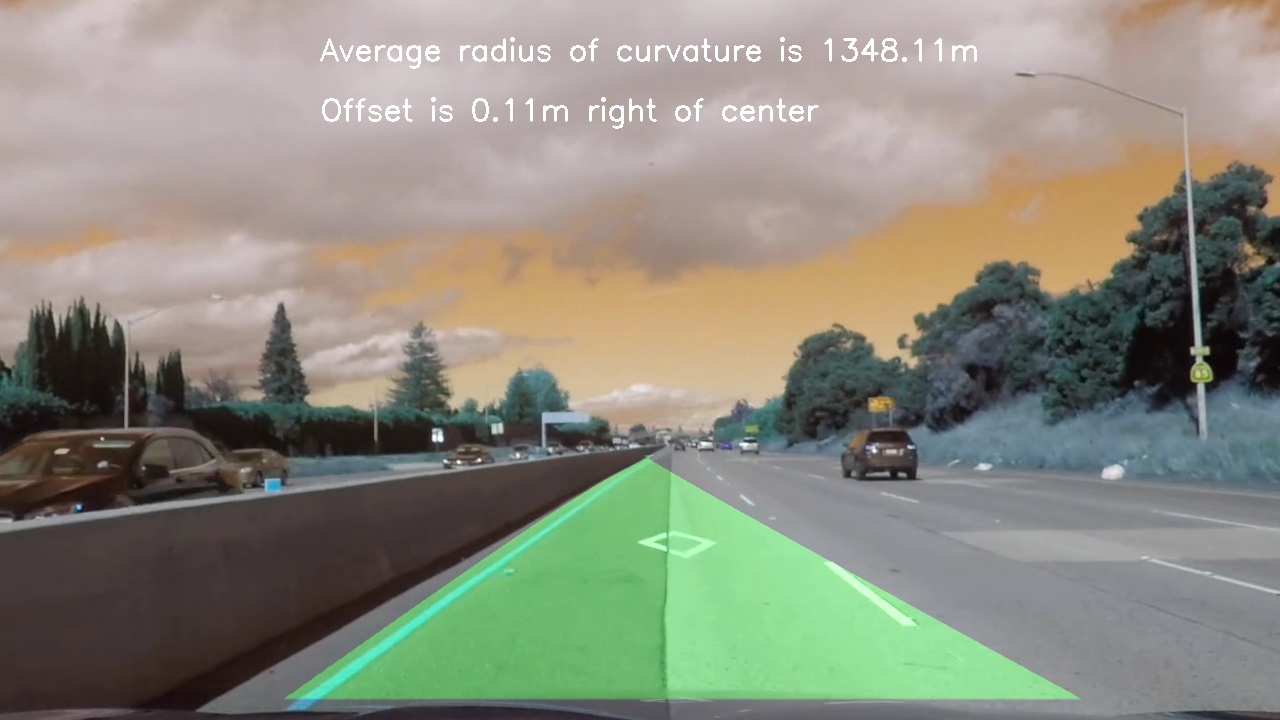 Average radius of curvature is 1348.11m
Offset is 0.11m right of center